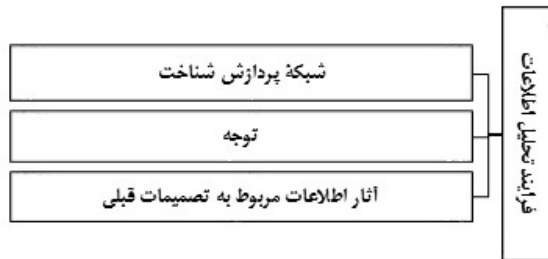 فرایند تحلیل اطلاعات
شبکهٔ پردازش شناخت
توجه
آثار اطلاعات مربوط به تصمیمات قبلی